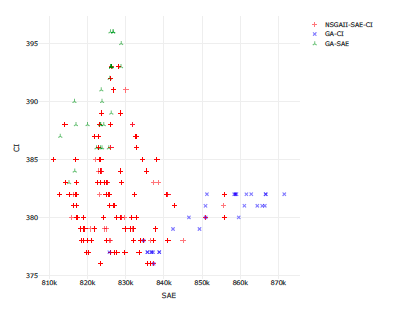 NSGAII-SAE-CI
GA-CI
GA-SAE
395
390
385
380
375
CI
810k 820k 830k 840k 850k 860k 870k
SAE